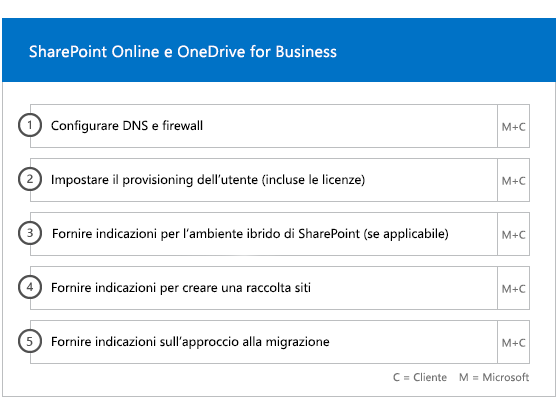 SharePoint Online e OneDrive for Business
1 Configurare DNS e firewall M+C
2 Impostare il provisioning dell'utente (incluse le licenze) M+C
3 Fornire indicazioni per l'ambiente ibrido di SharePoint (se applicabile) M+C
4 Fornire indicazioni per creare una raccolta siti M+C
5 Fornire indicazioni sull'approccio alla migrazione M+C
C = Cliente M = Microsoft